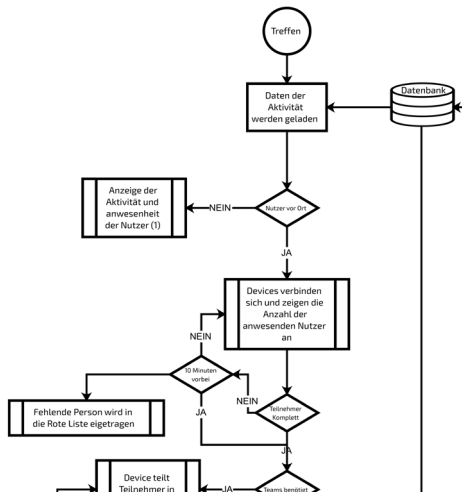 Treffen
Daten der
Aktivität
werden geladen
Datenbank
Anzeige der
Aktivität und
anwesenheit
der Nutzer (1)
NEIN
Nutzer vor Ort
JA
Devices verbinden
sich und zeigen die
Anzahl der
anwesenden Nutzer
an
NEIN
10 Minuten
vorbei
NEIN
Teilnehmer
Komplett
JA
Fehlende Person wird in
die Rote Liste eigetragen
JA
Device teilt
Teilnehmer in
JA
Teams benötigt